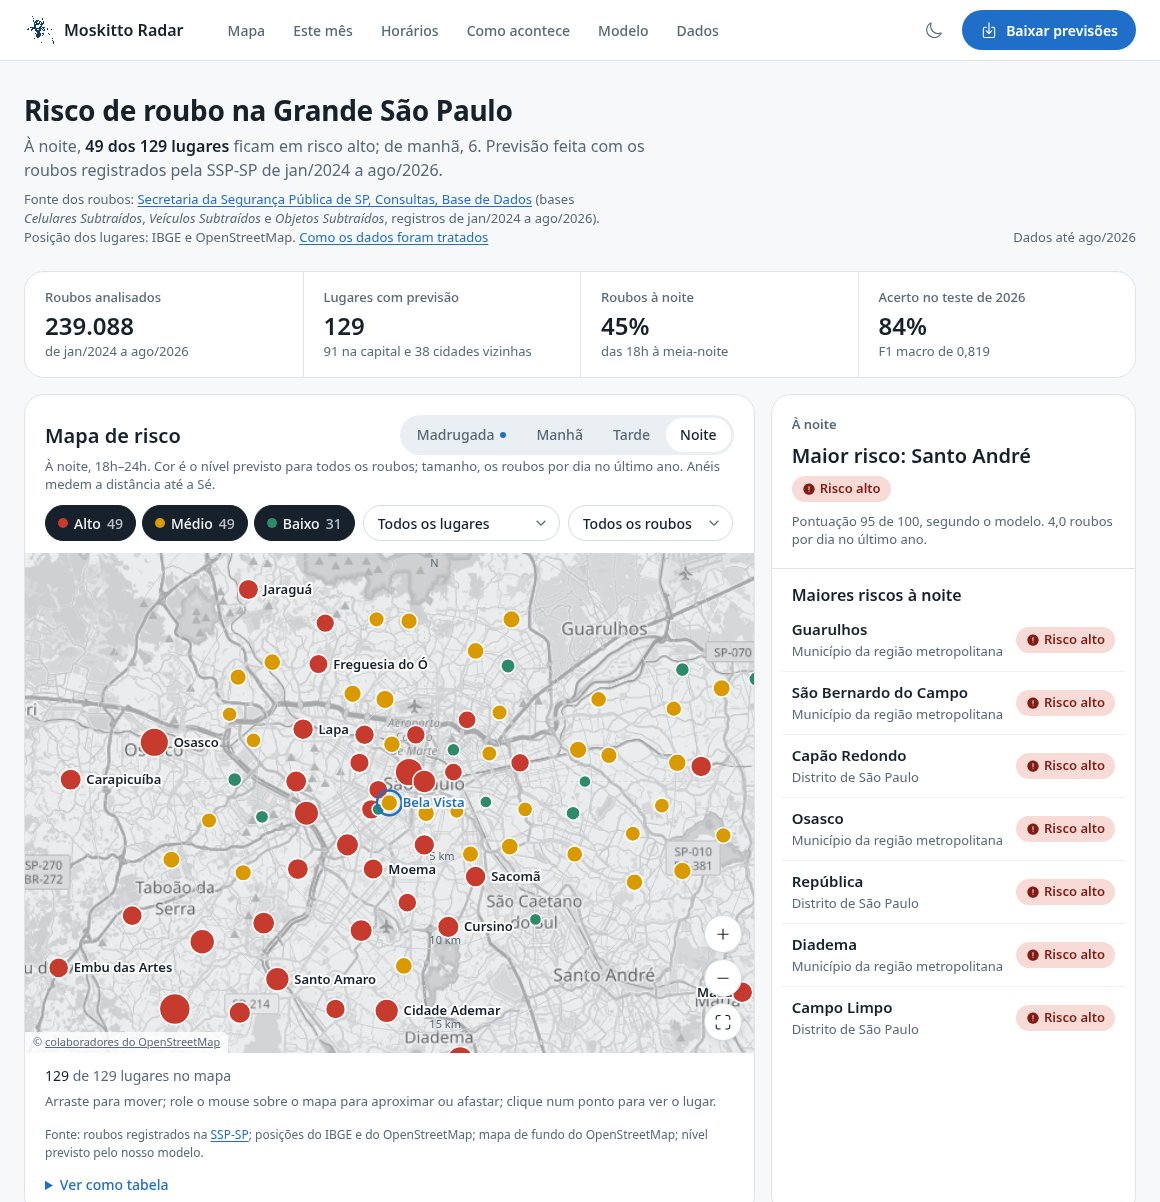 Moskitto Radar
Mapa
Este mês
Horários
Como acontece
Modelo
Dados
Baixar previsões
Risco de roubo na Grande São Paulo
À noite, 49 dos 129 lugares ficam em risco alto; de manhã, 6. Previsão feita com os
roubos registrados pela SSP-SP de jan/2024 a ago/2026.
Fonte dos roubos: Secretaria da Segurança Pública de SP, Consultas, Base de Dados (bases
Celulares Subtraídos, Veículos Subtraídos e Objetos Subtraídos, registros de jan/2024 a ago/2026).
Posição dos lugares: IBGE e OpenStreetMap. Como os dados foram tratados
Dados até ago/2026
Roubos analisados
239.088
de jan/2024 a ago/2026
Lugares com previsão
129
91 na capital e 38 cidades vizinhas
Roubos à noite
45%
das 18h à meia-noite
Acerto no teste de 2026
84%
F1 macro de 0,819
Mapa de risco
Madrugada
Manhã
Tarde
Noite
À noite, 18h–24h. Cor é o nível previsto para todos os roubos; tamanho, os roubos por dia no último ano. Anéis
medem a distância até a Sé.
Alto 49
Médio 49
Baixo 31
Todos os lugares
Todos os roubos
N
Jaraguá
Guarulhos
SP-070
Freguesia do Ó
Lapa
Aeroporto
de Marte
Osasco
Carapicuíba
Bela Vista
5 km
SP-010
381
SP-270
BR-272
Moema
Sacomã
Taboão da
Serra
São Caetano
do Sul
Cursino
10 km
Embu das Artes
Santo André
Santo Amaro
214
Cidade Ademar
15 km
Diadema
© colaboradores do OpenStreetMap
129 de 129 lugares no mapa
Arraste para mover; role o mouse sobre o mapa para aproximar ou afastar; clique num ponto para ver o lugar.
Fonte: roubos registrados na SSP-SP; posições do IBGE e do OpenStreetMap; mapa de fundo do OpenStreetMap; nível
previsto pelo nosso modelo.
Ver como tabela
À noite
Maior risco: Santo André
Risco alto
Pontuação 95 de 100, segundo o modelo. 4,0 roubos
por dia no último ano.
Maiores riscos à noite
Guarulhos
Município da região metropolitana
Risco alto
São Bernardo do Campo
Município da região metropolitana
Risco alto
Capão Redondo
Distrito de São Paulo
Risco alto
Osasco
Município da região metropolitana
Risco alto
República
Distrito de São Paulo
Risco alto
Diadema
Município da região metropolitana
Risco alto
Campo Limpo
Distrito de São Paulo
Risco alto